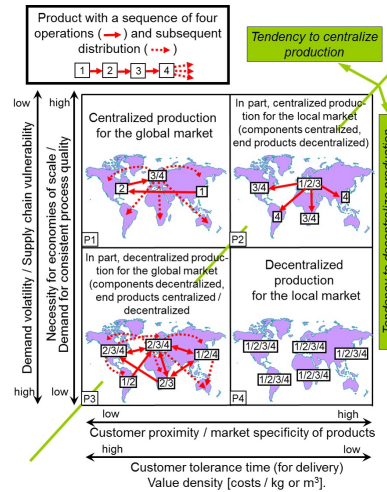 Product with a sequence of four
operations ( ) and subsequent
distribution ( )
1 2 3 4
Tendency to centralize
production
low
high
Demand volatility / Supply chain vulnerability
Necessity for economies of scale /
Demand for consistent process quality
high
low
Centralized production
for the global market
3/4
2
1
P1
In part, centralized produc-
tion for the local market
(components centralized,
end products decentralized)
3/4
1/2/3
4
4
3/4
P2
In part, decentralized produc-
tion for the global market
(components decentralized,
end products centralized /
decentralized
2/3/4
2/3/4
1/2/4
1/2
2/3
P3
Decentralized
production
for the local market
1/2/3/4
1/2/3/4
1/2/3/4
1/2/3/4
1/2/3/4
P4
Tendency to decentralize production
low
high
Customer proximity / market specificity of products
high
low
Customer tolerance time (for delivery)
Value density [costs / kg or m³].